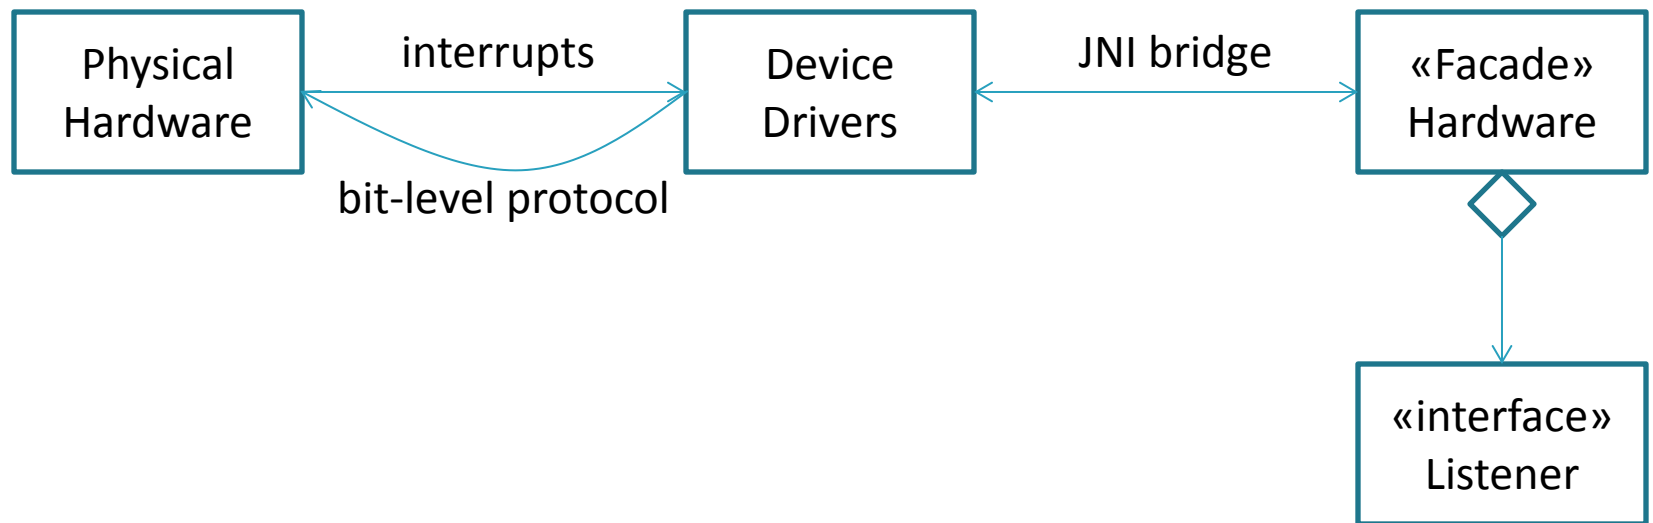 Physical
Hardware
interrupts
bit-level protocol
Device
Drivers
JNI bridge
«Facade»
Hardware
«interface»
Listener